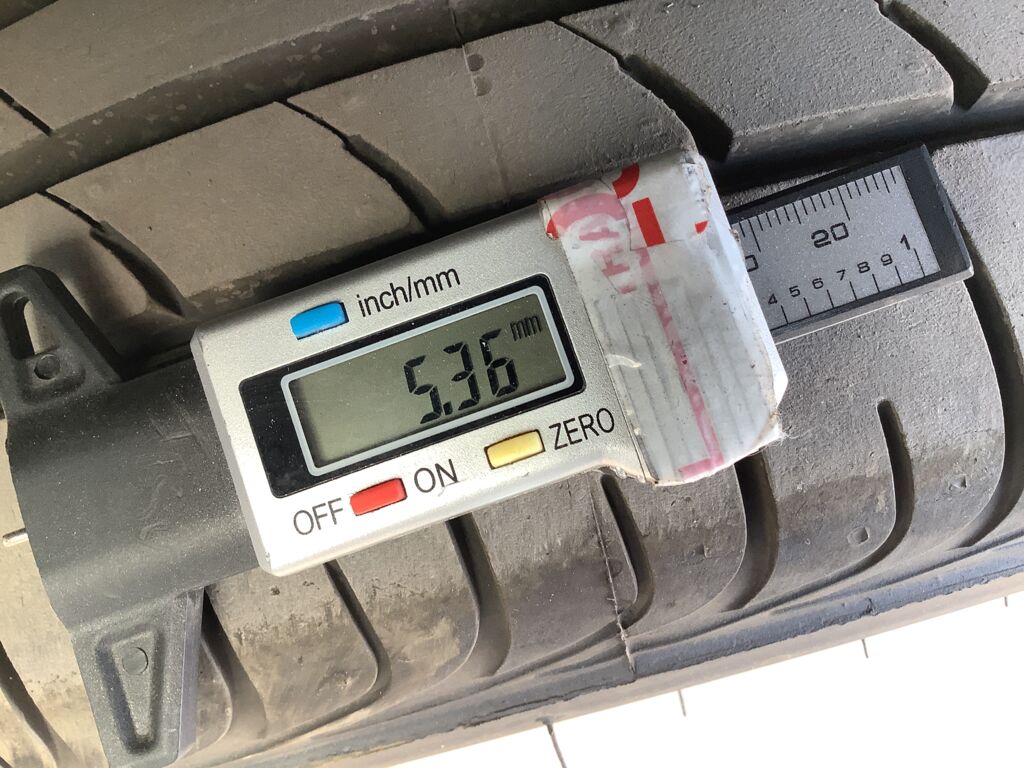 inch/mm
5.36 mm
OFF ON ZERO
20
4 5 6 7 8 9 1